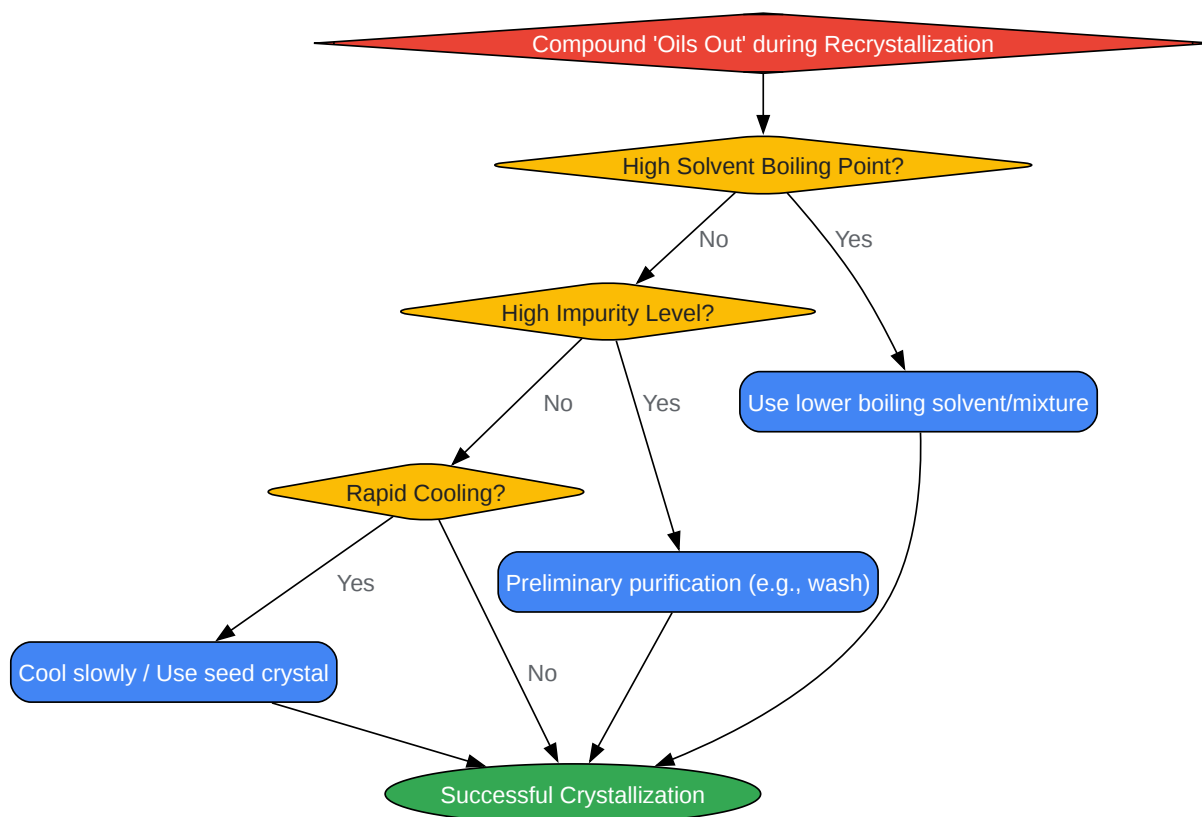 Compound 'Oils Out' during Recrystallization
High Solvent Boiling Point?
No
Yes
High Impurity Level?
No
Yes
Use lower boiling solvent/mixture
Rapid Cooling?
Yes
Preliminary purification (e.g., wash)
Cool slowly / Use seed crystal
No
Successful Crystallization